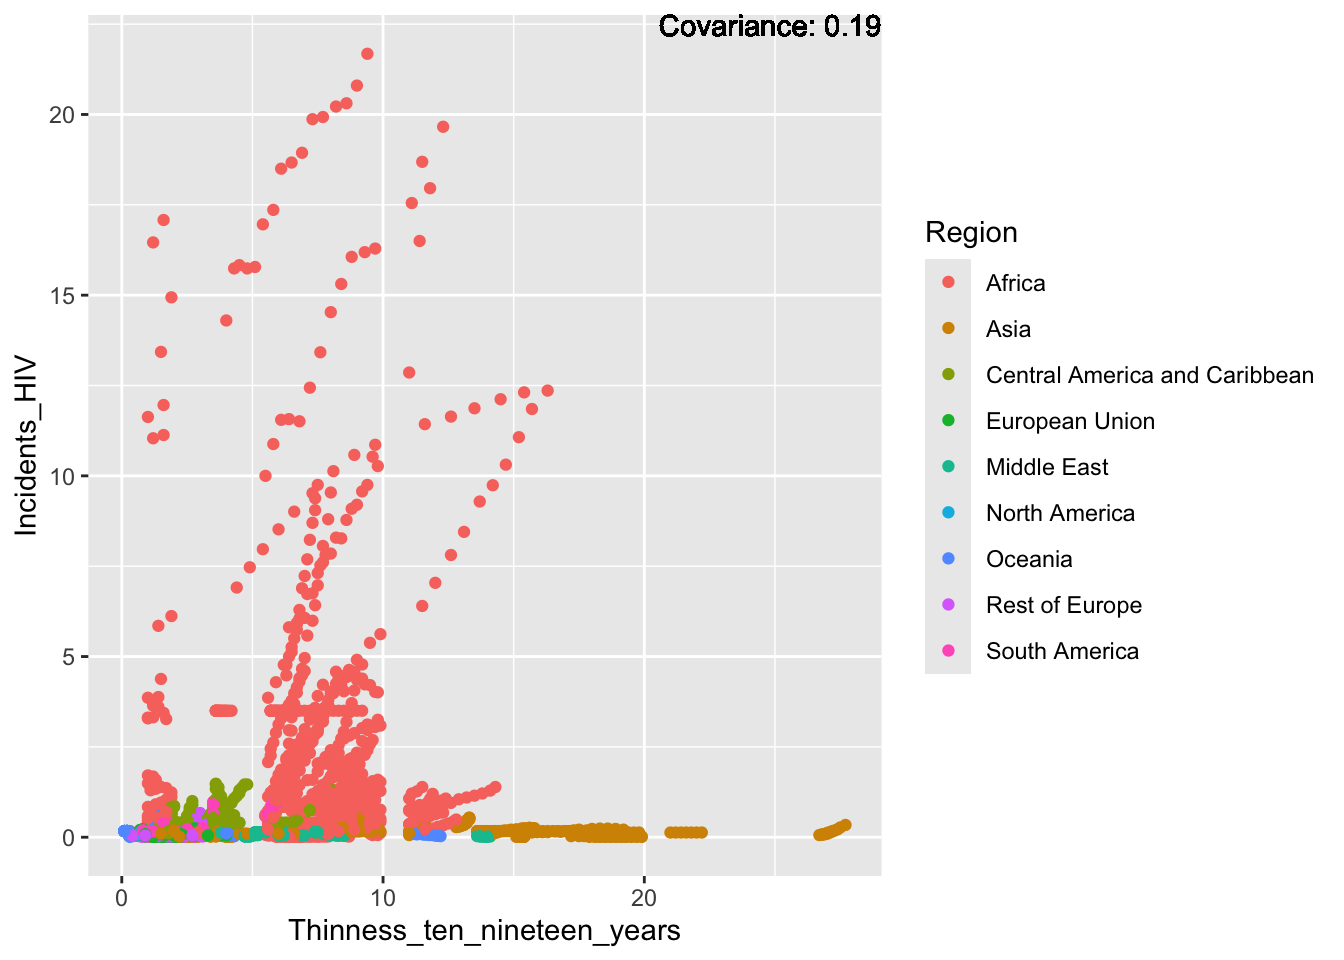 Covariance: 0.19
20
15
10
5
0
Incidents_HIV
0
10
20
Thinness_ten_nineteen_years
Region
Africa
Asia
Central America and Caribbean
European Union
Middle East
North America
Oceania
Rest of Europe
South America